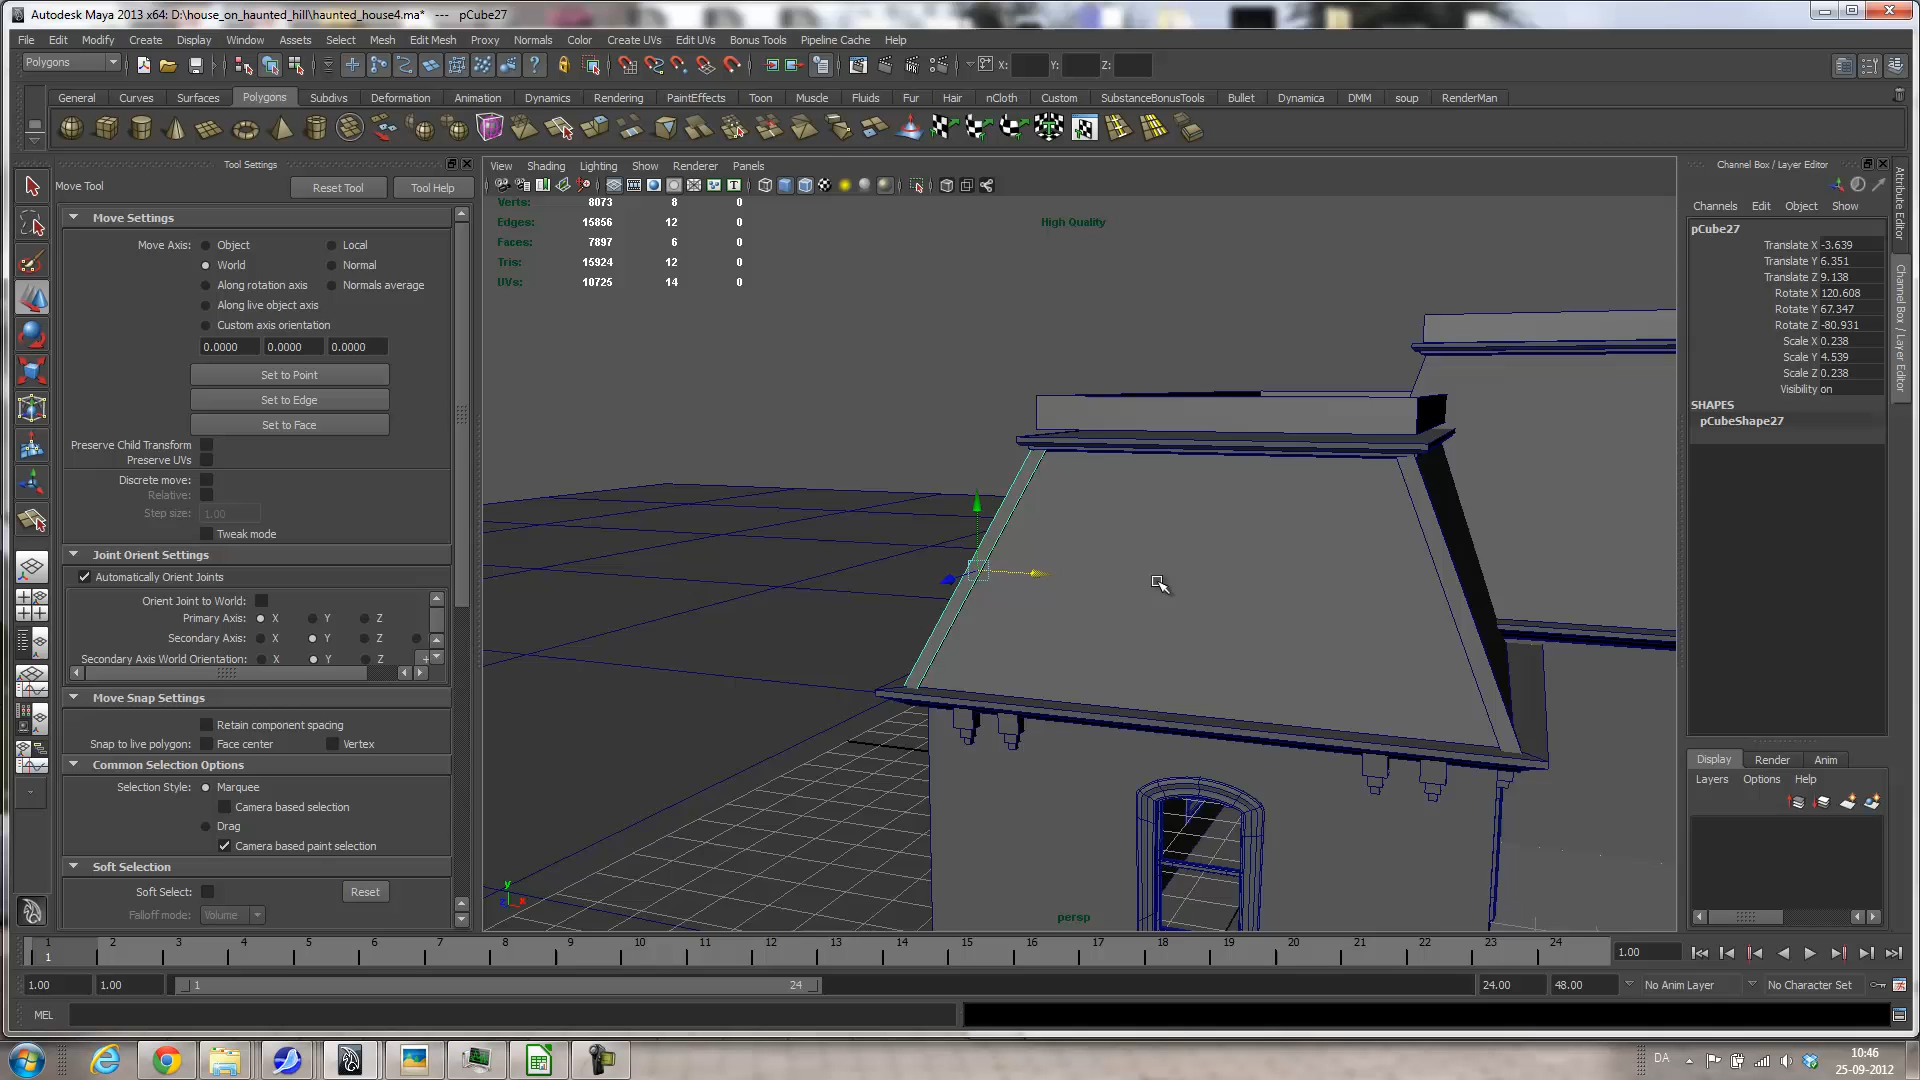 Autodesk Maya 2013 x64: D:\house_on_haunted_hill\haunted_house4.ma* --- pCube27
File Edit Modify Create Display Window Assets Select Mesh Edit Mesh Proxy Normals Color Create UVs Edit UVs Bonus Tools Pipeline Cache Help
Polygons X: Y: Z:
General Curves Surfaces Polygons Subdivs Deformation Animation Dynamics Rendering PaintEffects Toon Muscle Fluids Fur Hair nCloth Custom SubstanceBonusTools Bullet Dynamica DMM soup RenderMan
Tool Settings
Move Tool Reset Tool Tool Help
Move Settings
Move Axis: Object Local
World Normal
Along rotation axis Normals average
Along live object axis
Custom axis orientation
0.0000 0.0000 0.0000
Set to Point
Set to Edge
Set to Face
Preserve Child Transform
Preserve UVs
Discrete move:
Relative:
Step size: 1.00
Tweak mode
Joint Orient Settings
Automatically Orient Joints
Orient Joint to World:
Primary Axis: X Y Z
Secondary Axis: X Y Z
Secondary Axis World Orientation: X Y Z +
Move Snap Settings
Retain component spacing
Snap to live polygon: Face center Vertex
Common Selection Options
Selection Style: Marquee
Camera based selection
Drag
Camera based paint selection
Soft Selection
Soft Select: Reset
Falloff mode: Volume
View Shading Lighting Show Renderer Panels
Verts: 8073 8 0
Edges: 15856 12 0
Faces: 7897 6 0
Tris: 15924 12 0
UVs: 10725 14 0
High Quality
persp
y
z x
Channel Box / Layer Editor
Channels Edit Object Show
pCube27
Translate X -3.639
Translate Y 6.351
Translate Z 9.138
Rotate X 120.608
Rotate Y 67.347
Rotate Z -80.931
Scale X 0.238
Scale Y 4.539
Scale Z 0.238
Visibility on
SHAPES
pCubeShape27
Attribute Editor
Channel Box / Layer Editor
Display Render Anim
Layers Options Help
1 2 3 4 5 6 7 8 9 10 11 12 13 14 15 16 17 18 19 20 21 22 23 24
1 1.00
1.00 1.00 1 24 24.00 48.00 No Anim Layer No Character Set
MEL
DA 10:46
25-09-2012